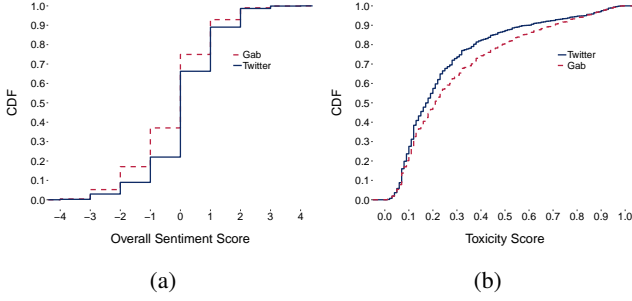 1.0
0.9
0.8
0.7
0.6
0.5
0.4
0.3
0.2
0.1
0.0
CDF
Gab
Twitter
−4 −3 −2 −1 0 1 2 3 4
Overall Sentiment Score
(a)
1.0
0.9
0.8
0.7
0.6
0.5
0.4
0.3
0.2
0.1
0.0
CDF
Twitter
Gab
0.0 0.1 0.2 0.3 0.4 0.5 0.6 0.7 0.8 0.9 1.0
Toxicity Score
(b)